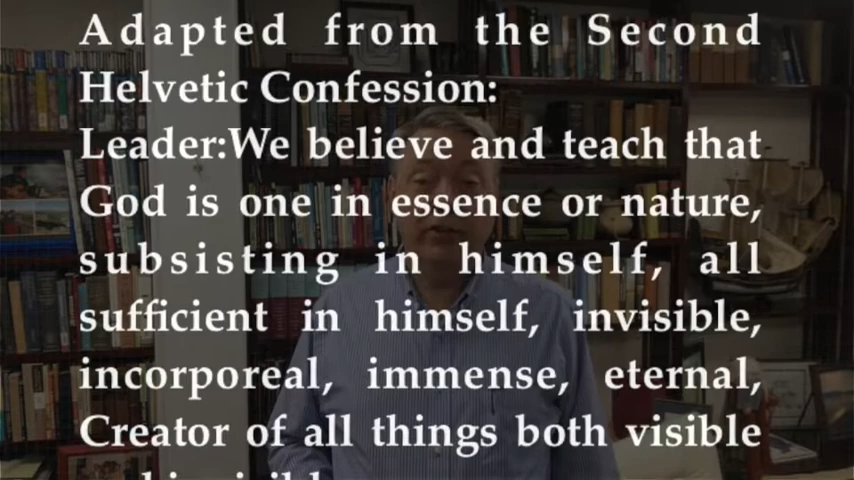 Adapted from the Second
Helvetic Confession:
Leader:We believe and teach that
God is one in essence or nature,
subsisting in himself, all
sufficient in himself, invisible,
incorporeal, immense, eternal,
Creator of all things both visible